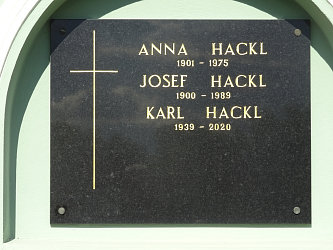 ANNA HACKL
1901 - 1975
JOSEF HACKL
1900 - 1989
KARL HACKL
1939 - 2020